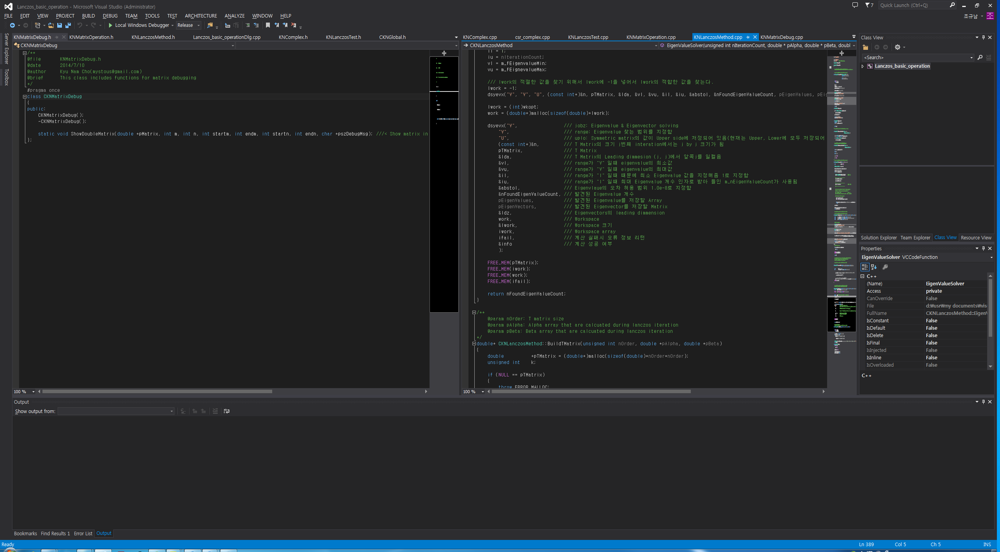 Lanczos_basic_operation - Microsoft Visual Studio (Administrator)
7
Quick Launch (Ctrl+Q)
FILE EDIT VIEW PROJECT BUILD DEBUG TEAM TOOLS TEST ARCHITECTURE ANALYZE WINDOW HELP
조규남
조
Local Windows Debugger
Release
Server Explorer
Toolbox
KNMatrixDebug.h KNMatrixOperation.h KNLanczosMethod.h Lanczos_basic_operationDlg.cpp KNComplex.h KNLanczosTest.h CKNGlobal.h
CKNMatrixDebug
/**
@file KNMatrixDebug.h
@date 2014/7/10
@author Kyu Nam Cho(mystous@gmail.com)
@brief This class includes functions for matrix debugging
*/
#pragma once
class CKNMatrixDebug
{
public:
CKNMatrixDebug();
~CKNMatrixDebug();
static void ShowDoubleMatrix(double *pMatrix, int m, int n, int startm, int endm, int startn, int endn, char *pszDebugMsg); ///< Show matrix in
};
100 %
KNComplex.cpp csr_complex.cpp KNLanczosTest.cpp KNMatrixOperation.cpp KNLanczosMethod.cpp KNMatrixDebug.cpp
CKNLanczosMethod
EigenValueSolver(unsigned int nIterationCount, double * pAlpha, double * pBeta, doubl
il = 1;
iu = nIterationCount;
vl = m_fEigenvalueMin;
vu = m_fEignevalueMax;
/// lwork의 적절한 값을 찾기 위해서 lwork에 -1을 넣어서 lwork의 적합한 값을 찾는다.
lwork = -1;
dsyevx("V", "V", "U", (const int*)&n, pTMatrix, &lda, &vl, &vu, &il, &iu, &abstol, &nFoundEigenValueCount, pEigenValues, pEig
lwork = (int)wkopt;
work = (double*)malloc(sizeof(double)*lwork);
dsyevx("V", /// jobz: Eigenvalue & Eigenvector solving
"V", /// range: Eigenvalue 찾는 범위를 지정함
"U", /// uplo: Symmetric matrix의 값이 Upper side에 저정되어 있음(현재는 Upper, Lower에 모두 저장되어
(const int*)&n, /// T Matrix의 크기 j번째 interation에서는 j by j 크기가 됨
pTMatrix, /// T Matrix
&lda, /// T Matrix의 Leading dimmesion (j, j)에서 앞쪽j를 일컬음
&vl, /// range가 "V" 일때 eigenvalue의 최소값
&vu, /// range가 "V" 일때 eigenvalue의 최대값
&il, /// range가 "I" 일때 때문에 최소 Eigenvalue 값을 지정해줌 1로 지정함
&iu, /// range가 "I" 일때 최대 Eigenvalue 개수 인자로 받아 들인 m_nEigenValueCount가 사용됨
&abstol, /// Eigenvlaue의 오차 허용 범위 1.0e-8로 지정함
&nFoundEigenValueCount, /// 발견된 Eigenvalue 개수
pEigenValues, /// 발견된 Eigenvalue를 저장할 Array
pEigenVectors, /// 발견된 Eigenvector를 저장할 Matrix
&ldz, /// Eigenvectors의 leading dimmension
work, /// Workspace
&lwork, /// Workspace 크기
iwork, /// Workspace array
ifail, /// 계산 실패시 오류 정보 리턴
&info /// 계산 성공 여부
);
FREE_MEM(pTMatrix);
FREE_MEM(iwork);
FREE_MEM(work);
FREE_MEM(ifail);
return nFoundEigenValueCount;
}
/**
@param nOrder: T matrix size
@param pAlpha: Alpha array that are calcuated during lanczos iteration
@param pBeta: Beta array that are calcuated during lanczos iteration
*/
double* CKNLanczosMethod::BuildTMatrix(unsigned int nOrder, double *pAlpha, double *pBeta)
{
double *pTMatrix = (double*)malloc(sizeof(double)*nOrder*nOrder);
unsigned int k;
if (NULL == pTMatrix)
{
throw ERROR_MALLOC;
100 %
Class View
<Search>
Lanczos_basic_operation
Solution Explorer Team Explorer Class View Resource View
Properties
EigenValueSolver VCCodeFunction
C++
(Name) EigenValueSolver
Access private
CanOverride False
File d:₩usr₩my documents₩vis
FullName CKNLanczosMethod::EigenV
IsConstant False
IsDefault False
IsDelete False
IsFinal False
IsInjected False
IsInline False
IsOverloaded False
C++
Output
Show output from:
Bookmarks Find Results 1 Error List Output
Ready
Ln 389 Col 5 Ch 5 INS